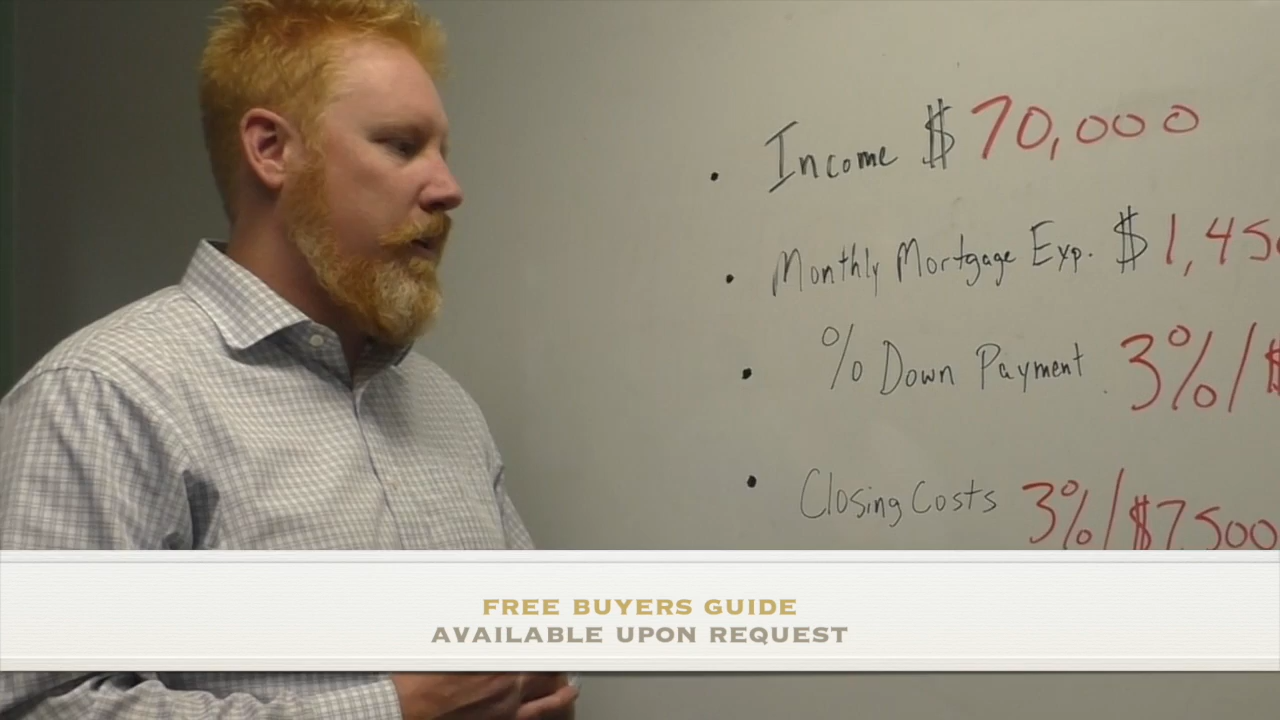 • Income $ 70,000
• Monthly Mortgage Exp. $ 1,45
• % Down Payment 3% / $
• Closing Costs 3% / $7,500
FREE BUYERS GUIDE
AVAILABLE UPON REQUEST